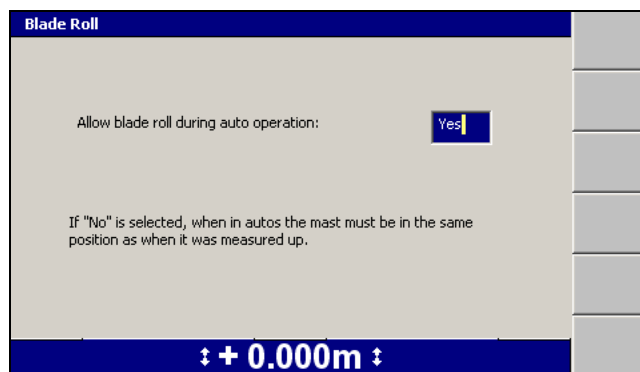 Blade Roll
Allow blade roll during auto operation:
Yes
If "No" is selected, when in autos the mast must be in the same
position as when it was measured up.
↕ + 0.000m ↕